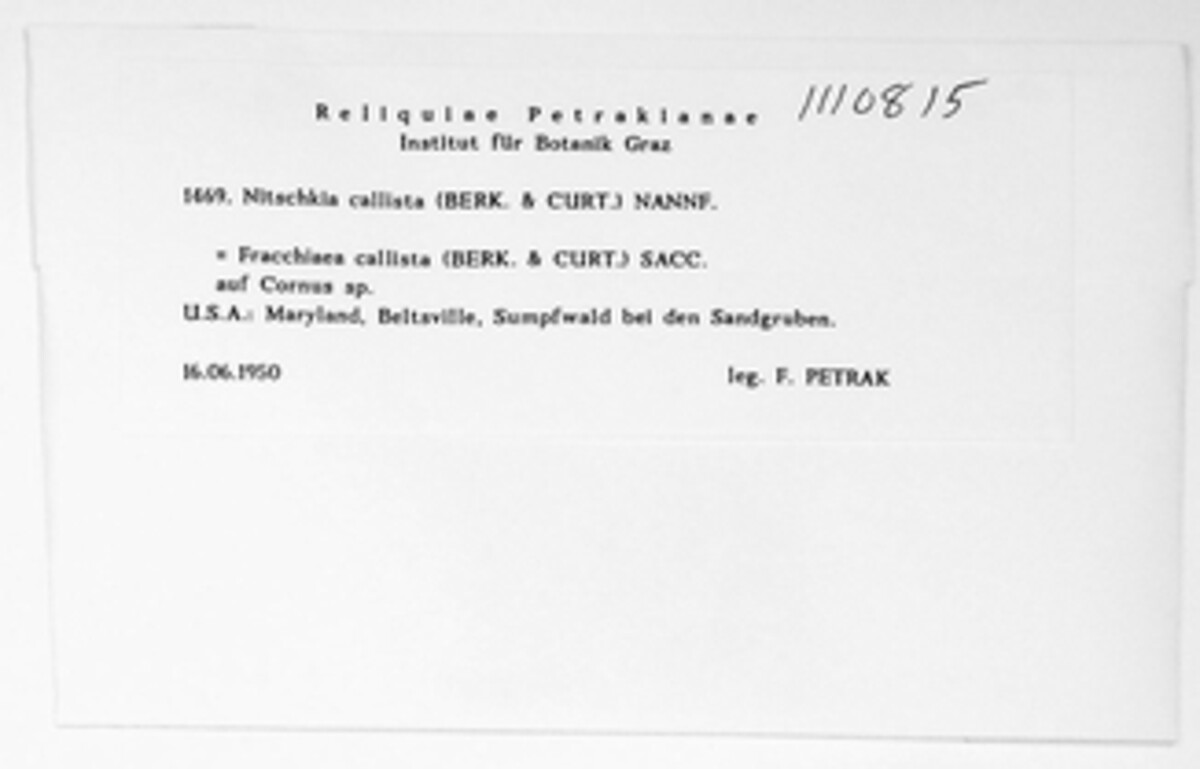 Reliquiae Petrakianae 1110815
Institut für Botanik Graz
1469. Nitschkia callista (BERK. & CURT.) NANNF.
= Fracchiaea callista (BERK. & CURT.) SACC.
auf Cornus sp.
U.S.A.: Maryland, Beltsville, Sumpfwald bei den Sandgruben.
16.06.1950 leg. F. PETRAK